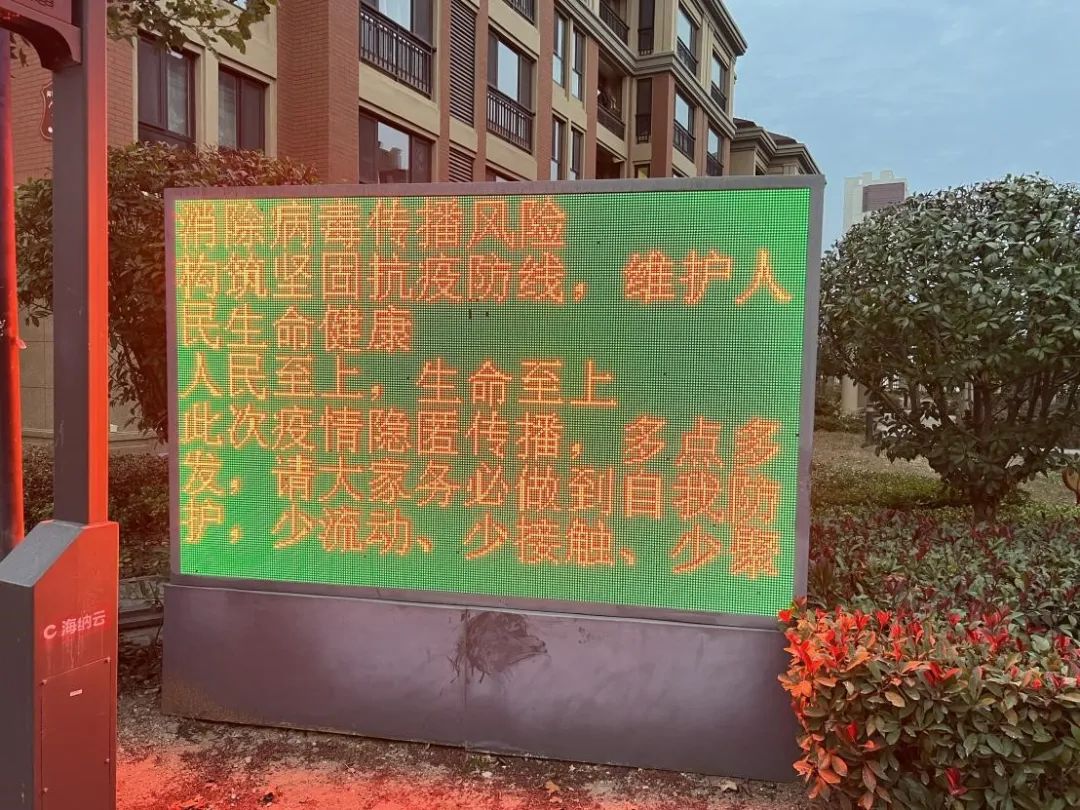 消除病毒传播风险
构筑坚固抗疫防线，维护人
民生命健康
人民至上，生命至上
此次疫情隐匿传播，多点多
发，请大家务必做到自我防
护，少流动、少接触、少聚
海纳云